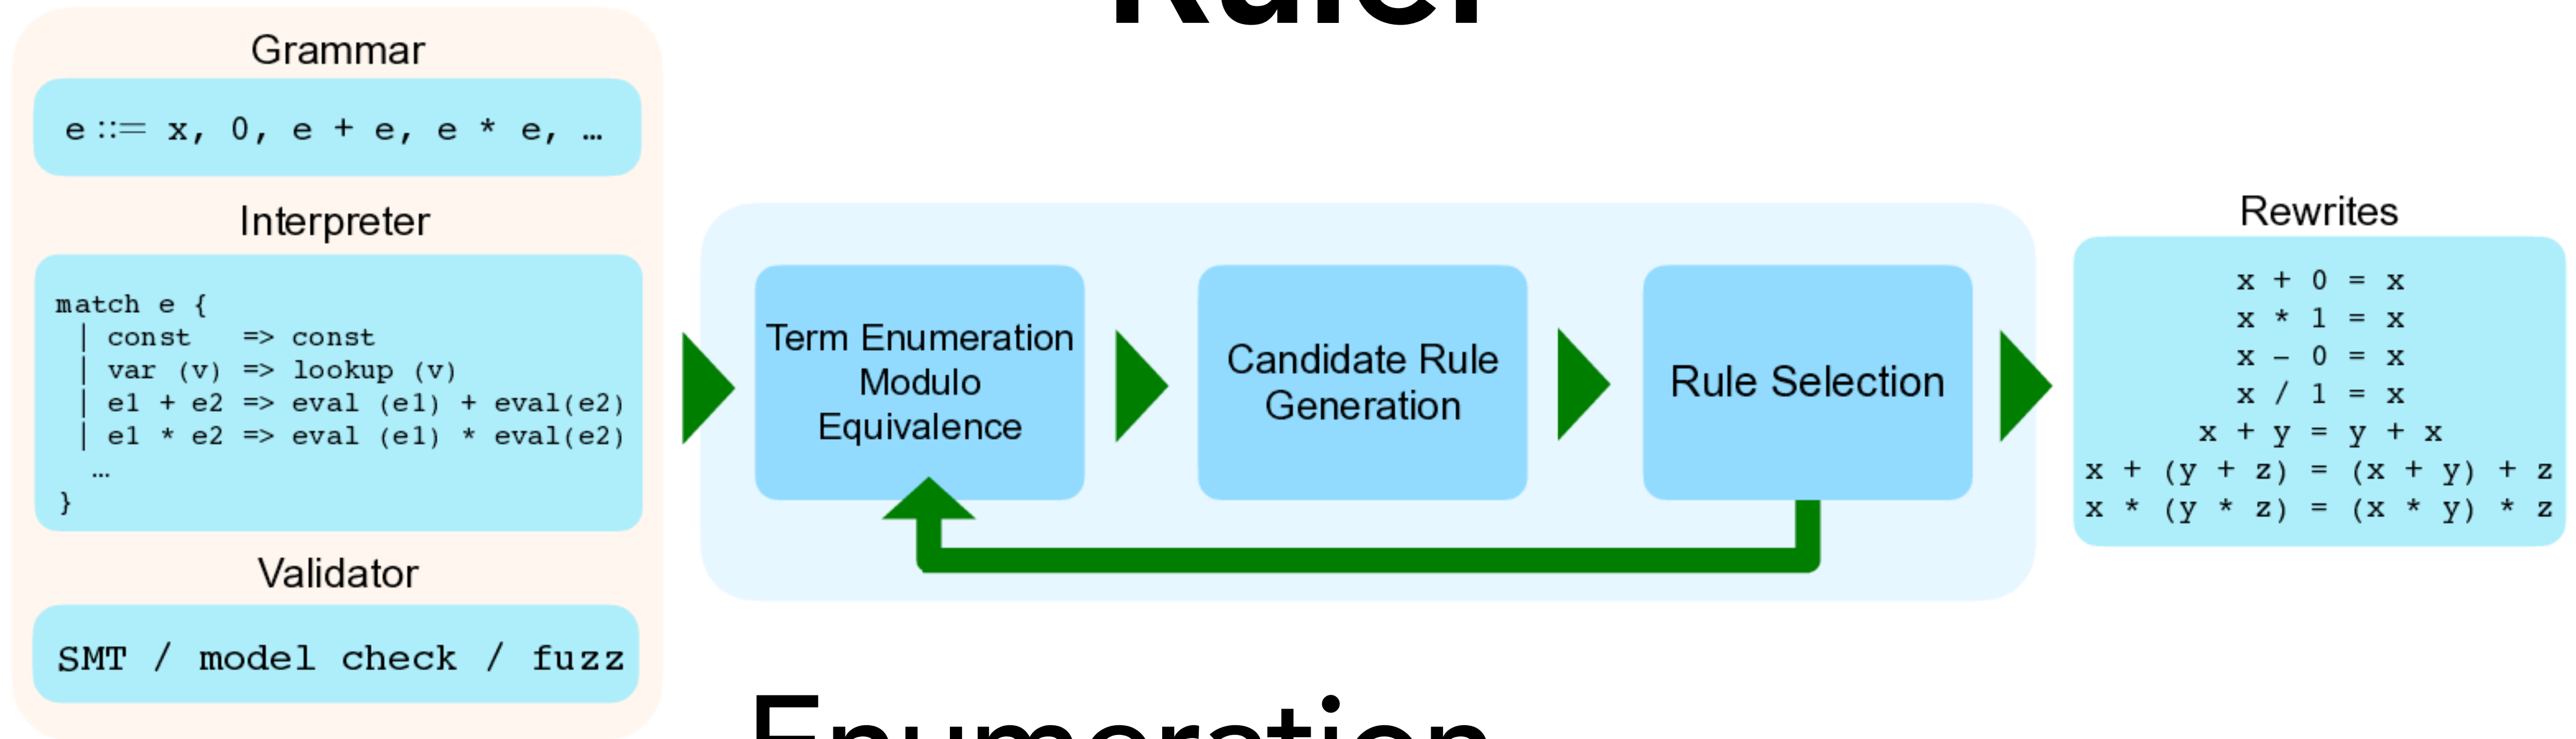 Ruler
Grammar
e ::= x, 0, e + e, e * e, …
Interpreter
match e {
| const => const
| var (v) => lookup (v)
| e1 + e2 => eval (e1) + eval(e2)
| e1 * e2 => eval (e1) * eval(e2)
…
}
Validator
SMT / model check / fuzz
Term Enumeration
Modulo
Equivalence
Candidate Rule
Generation
Rule Selection
Rewrites
x + 0 = x
x * 1 = x
x – 0 = x
x / 1 = x
x + y = y + x
x + (y + z) = (x + y) + z
x * (y * z) = (x * y) * z
Enumeration